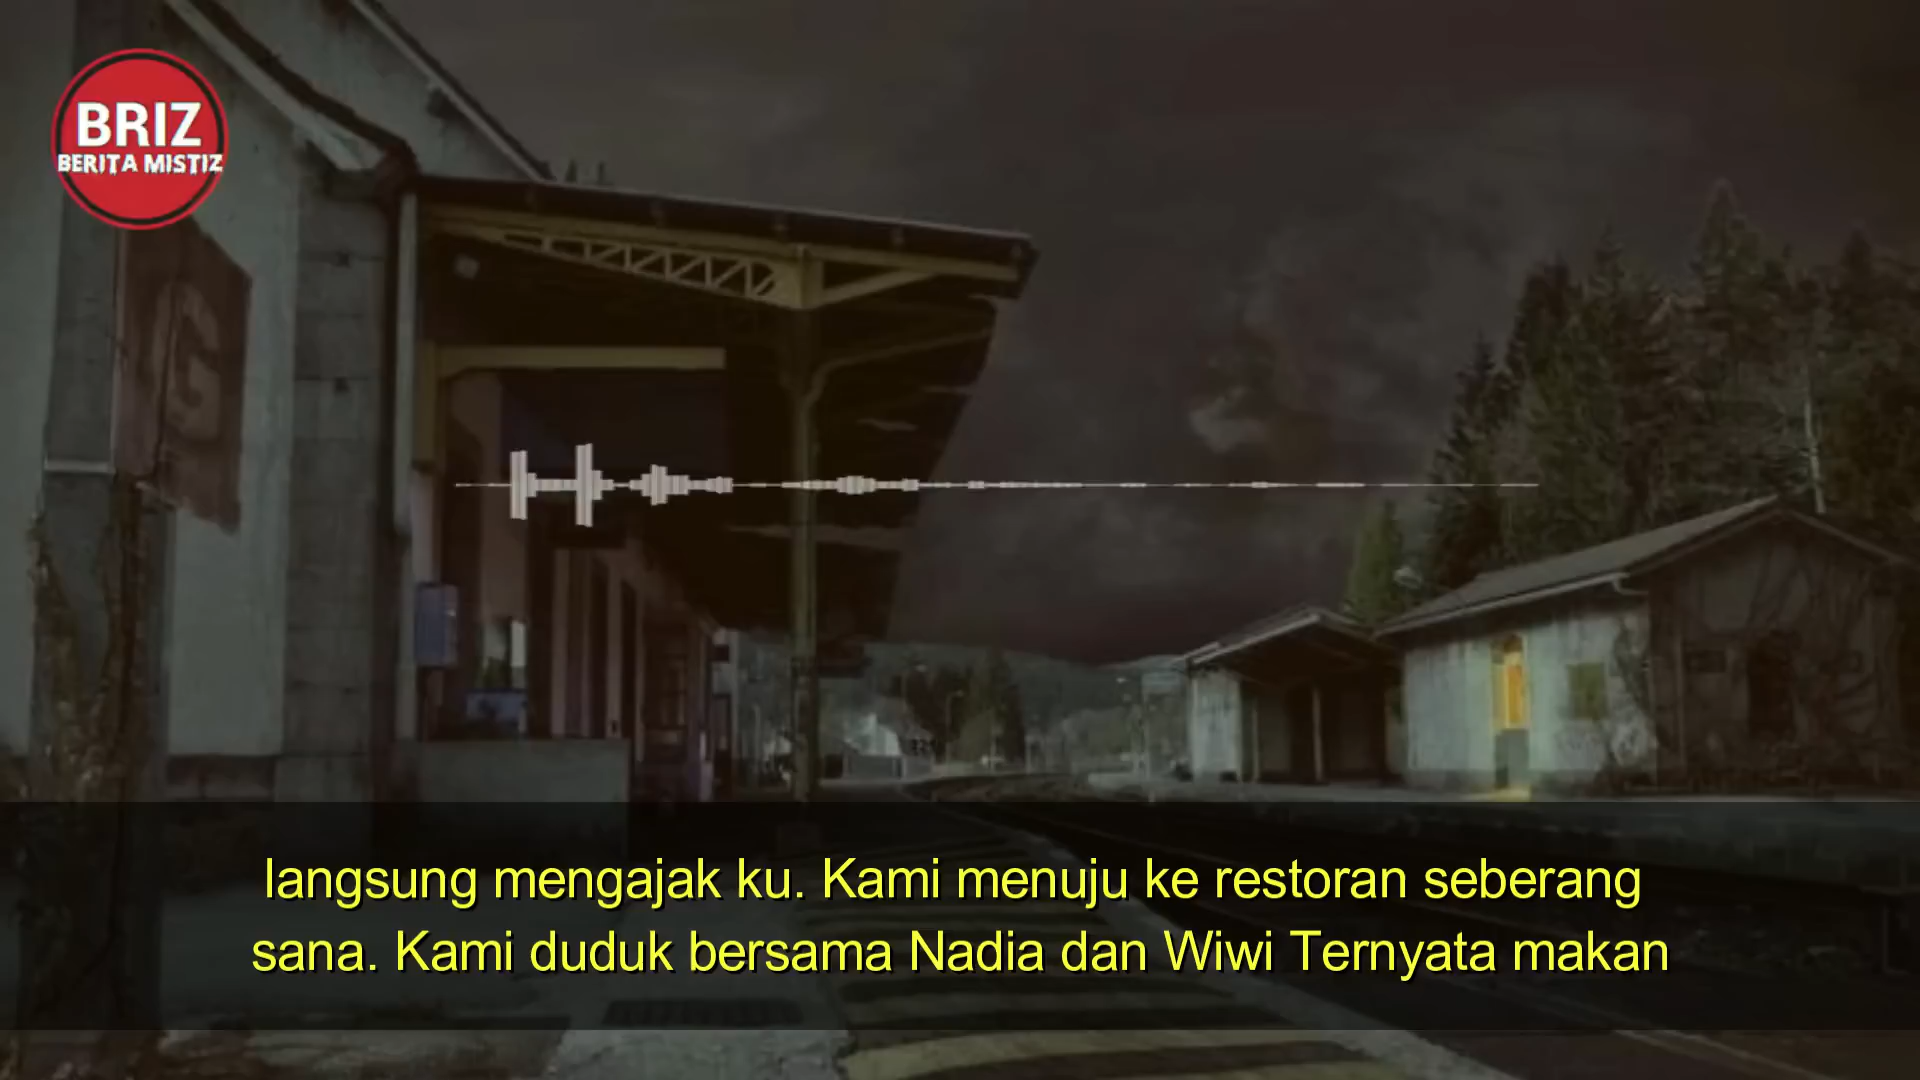 BRIZ
BERITA MISTIZ
G
langsung mengajak ku. Kami menuju ke restoran seberang
sana. Kami duduk bersama Nadia dan Wiwi Ternyata makan